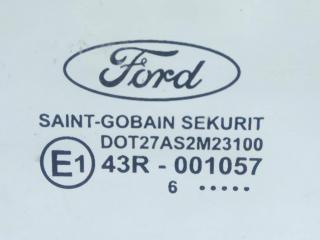 Ford
SAINT-GOBAIN SEKURIT
DOT27AS2M23100
E1 43R - 001057
6 •••••